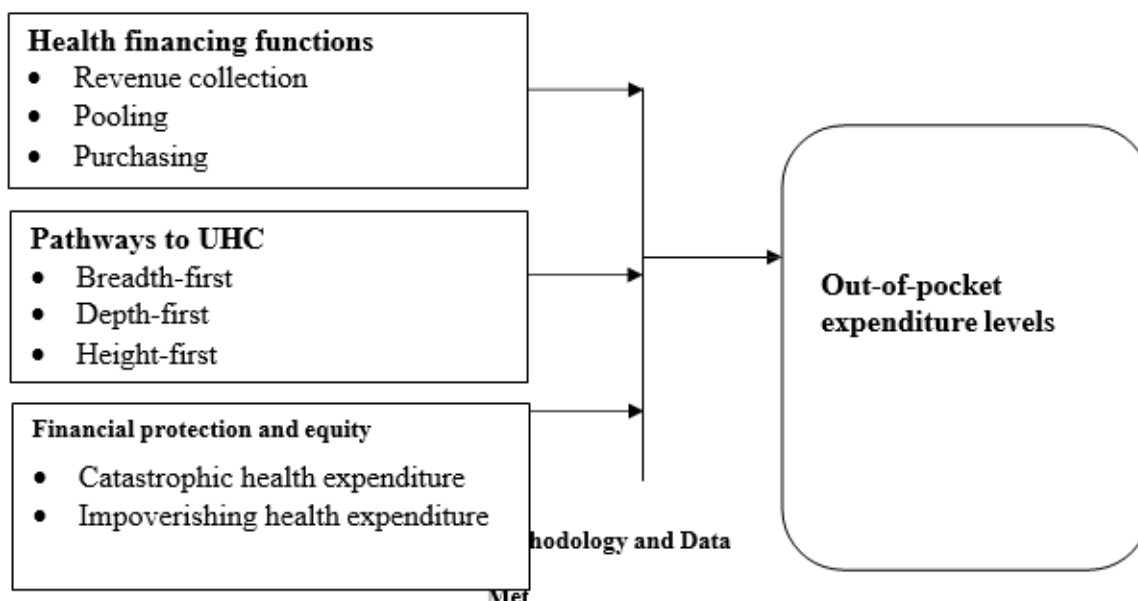 Health financing functions
• Revenue collection
• Pooling
• Purchasing
Pathways to UHC
• Breadth-first
• Depth-first
• Height-first
Financial protection and equity
• Catastrophic health expenditure
• Impoverishing health expenditure
Out-of-pocket
expenditure levels
hodology and Data
Met